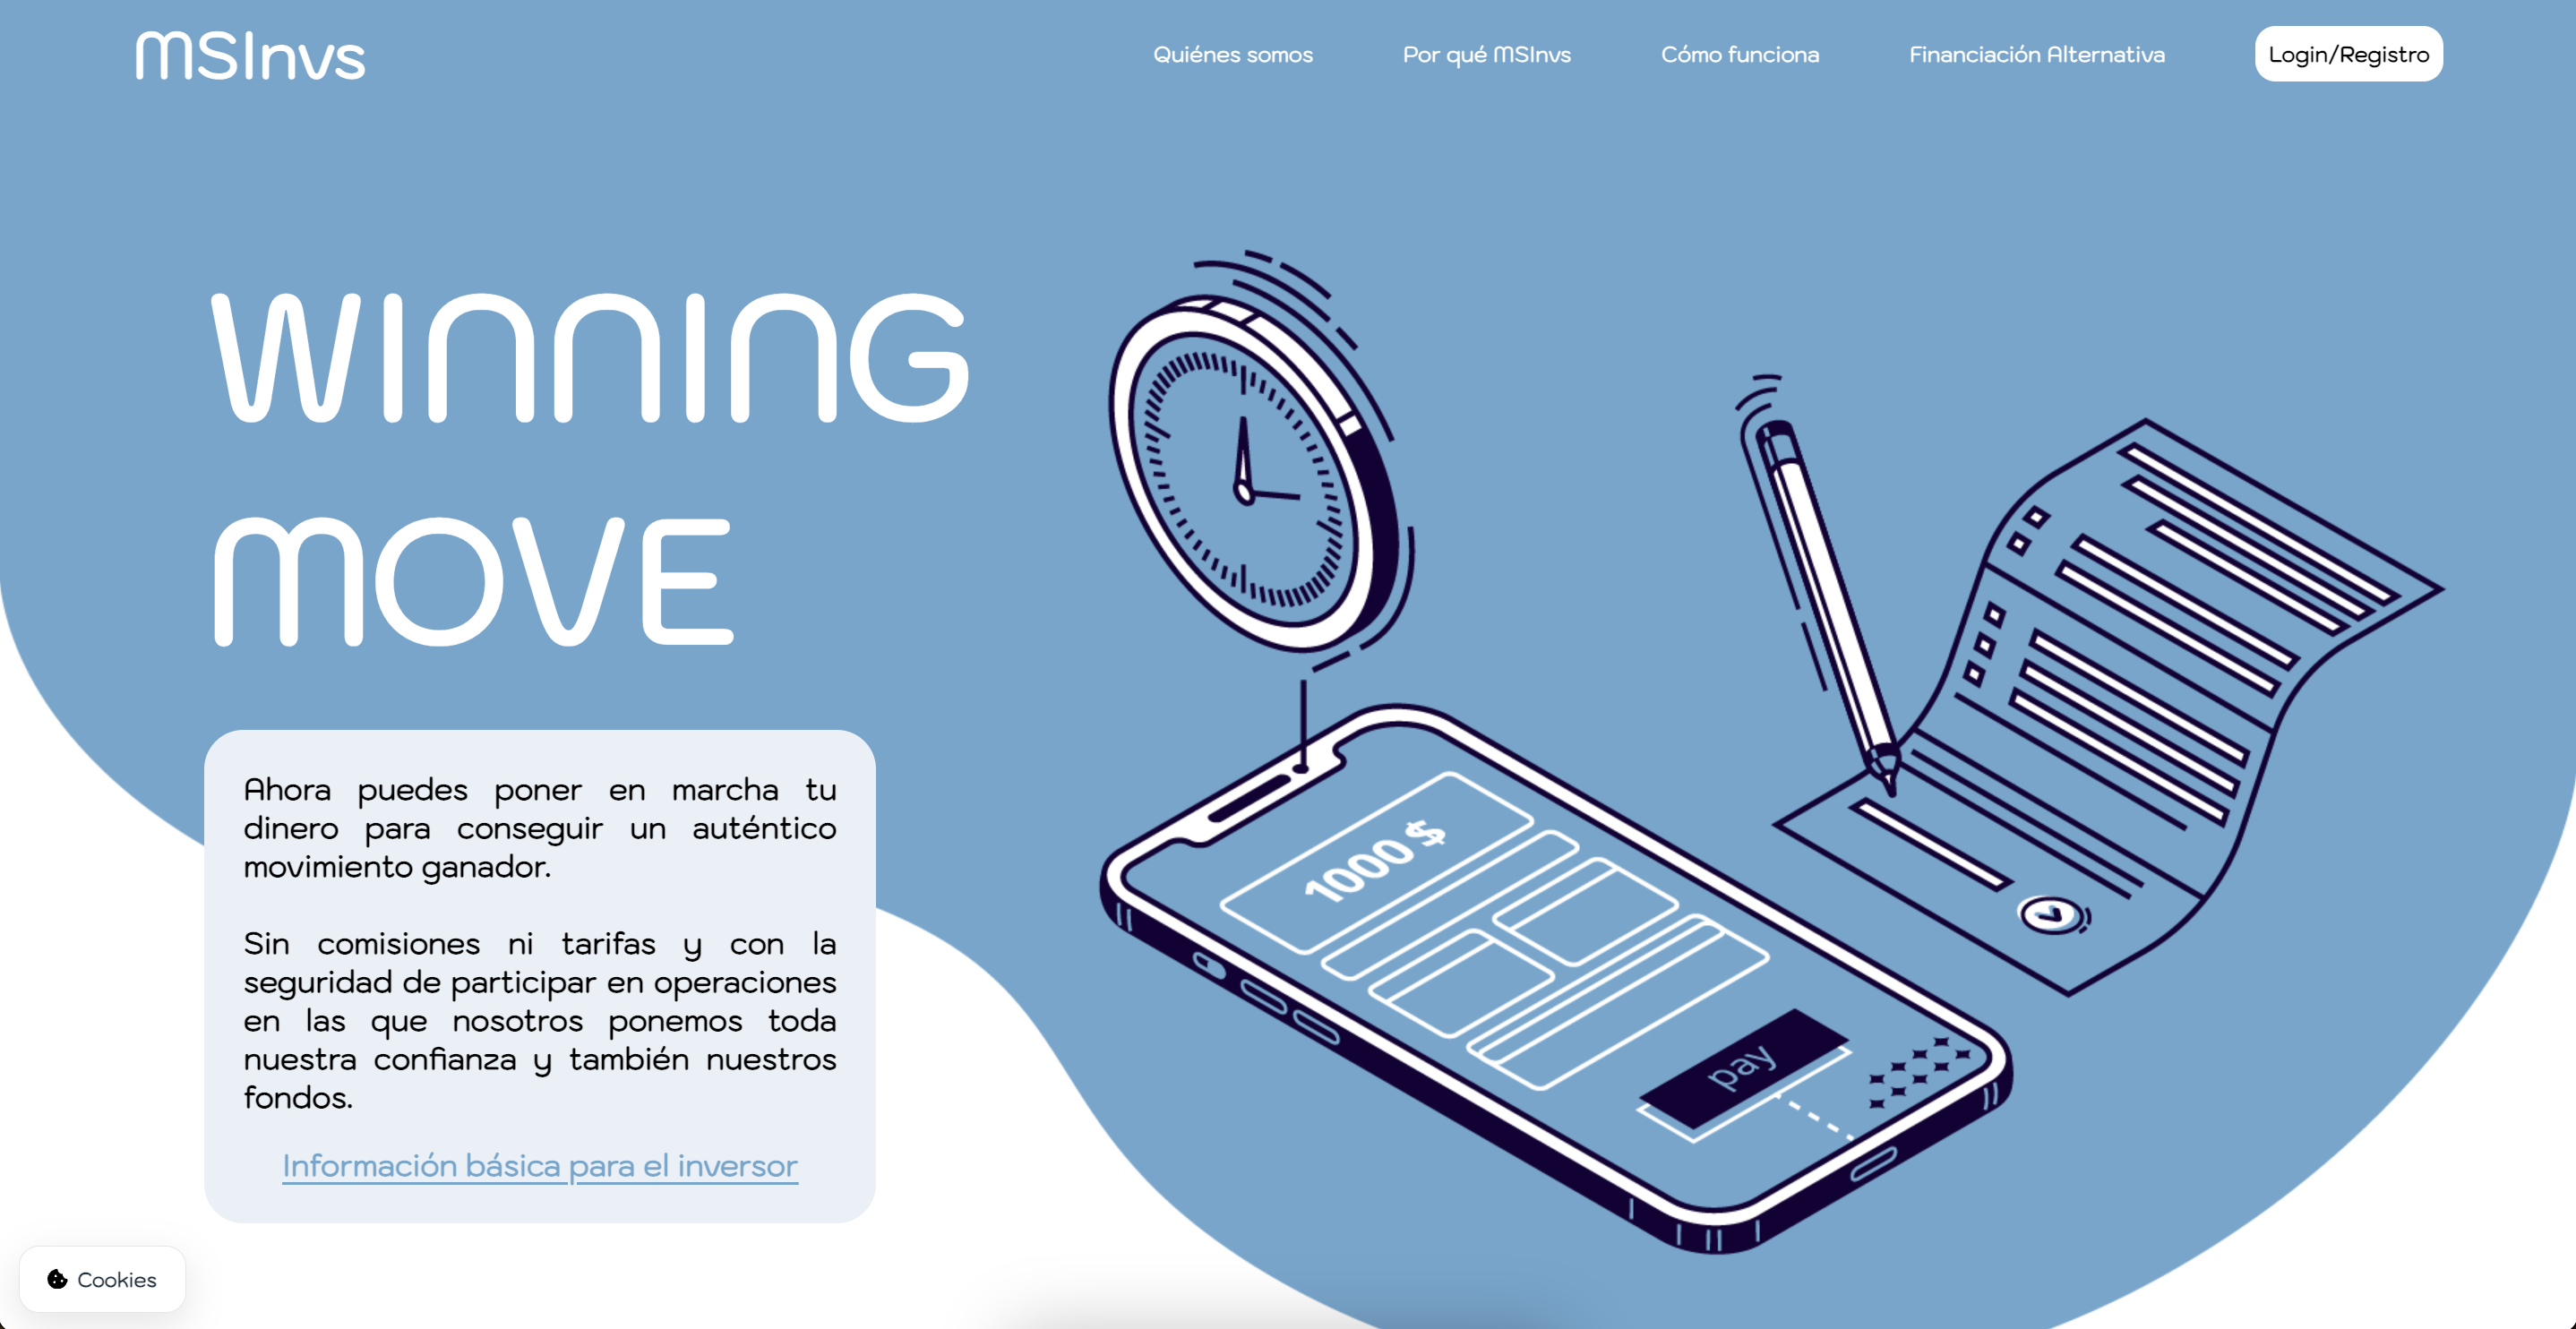 MSInvs
Quiénes somos
Por qué MSInvs
Cómo funciona
Financiación Alternativa
Login/Registro
WINNING
MOVE
Ahora puedes poner en marcha tu
dinero para conseguir un auténtico
movimiento ganador.
Sin comisiones ni tarifas y con la
seguridad de participar en operaciones
en las que nosotros ponemos toda
nuestra confianza y también nuestros
fondos.
Información básica para el inversor
1000 $
pay
Cookies